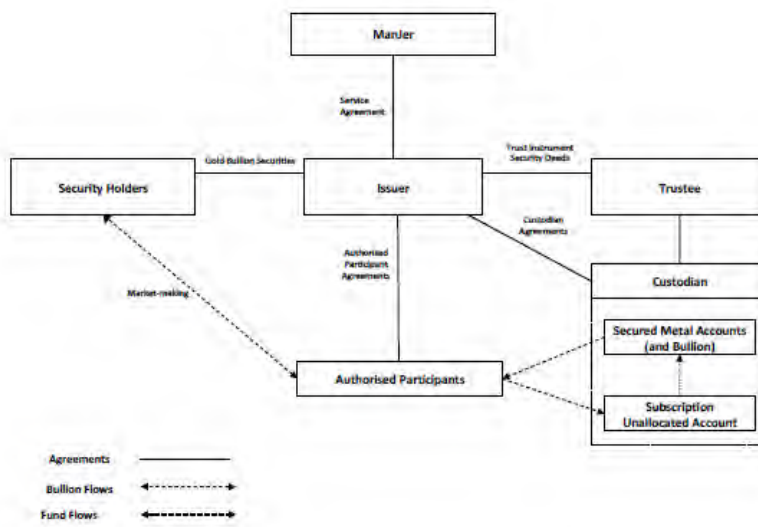 ManJer
Service
Agreement
Gold Bullion Securities
Trust Instrument
Security Deeds
Security Holders
Issuer
Trustee
Custodian
Agreements
Authorised
Participant
Agreements
Market-making
Custodian
Secured Metal Accounts
(and Bullion)
Authorised Participants
Subscription
Unallocated Account
Agreements
Bullion Flows
Fund Flows